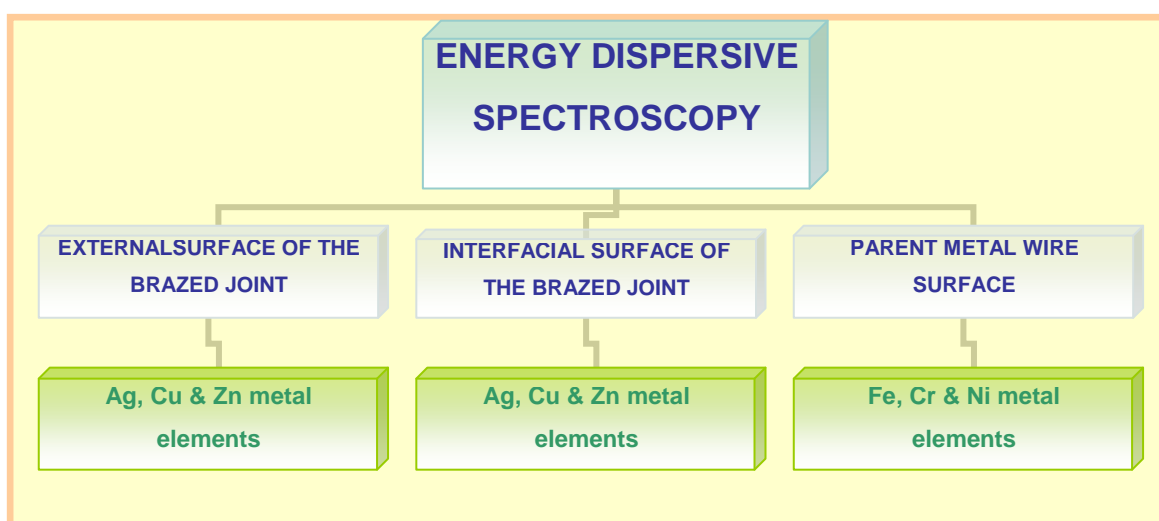 ENERGY DISPERSIVE
SPECTROSCOPY
EXTERNALSURFACE OF THE
BRAZED JOINT
INTERFACIAL SURFACE OF
THE BRAZED JOINT
PARENT METAL WIRE
SURFACE
Ag, Cu & Zn metal
elements
Ag, Cu & Zn metal
elements
Fe, Cr & Ni metal
elements